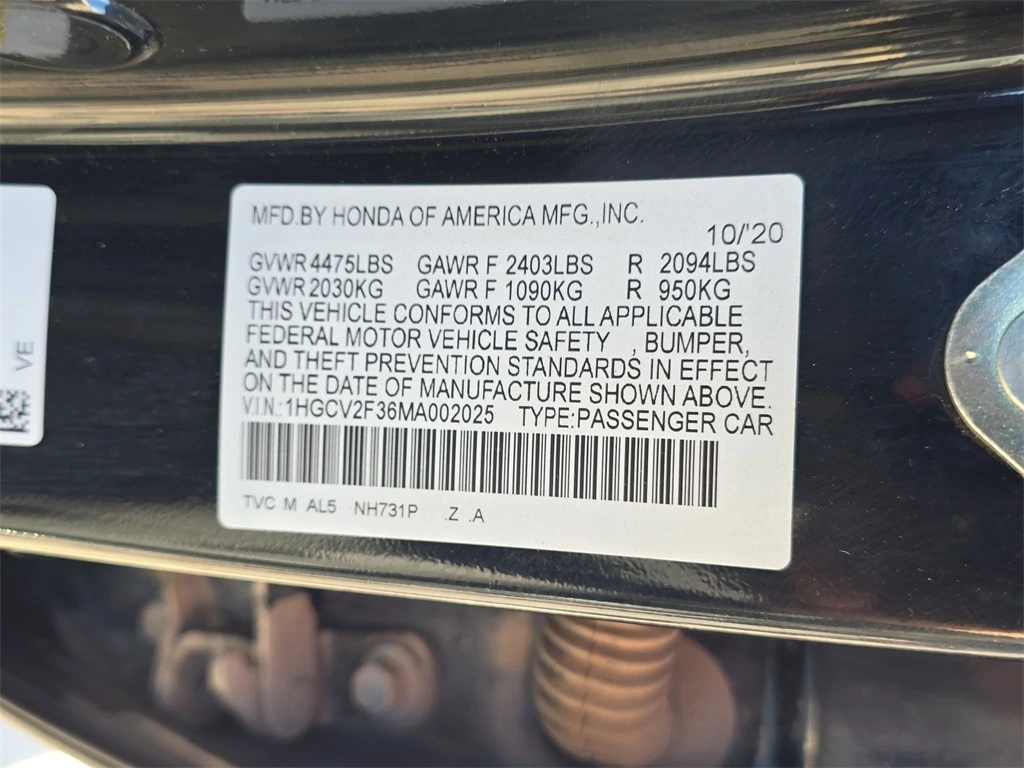 MFD.BY HONDA OF AMERICA MFG.,INC.
10/'20
GVWR 4475LBS GAWR F 2403LBS R 2094LBS
GVWR 2030KG GAWR F 1090KG R 950KG
THIS VEHICLE CONFORMS TO ALL APPLICABLE
FEDERAL MOTOR VEHICLE SAFETY , BUMPER,
AND THEFT PREVENTION STANDARDS IN EFFECT
ON THE DATE OF MANUFACTURE SHOWN ABOVE.
V.I.N.:1HGCV2F36MA002025 TYPE:PASSENGER CAR
TVC M AL5 NH731P .Z .A
VE